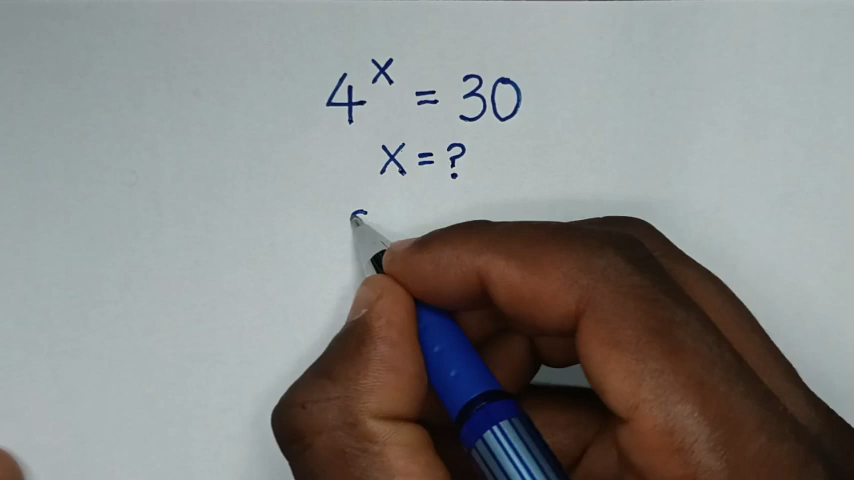 4^x = 30
x = ?